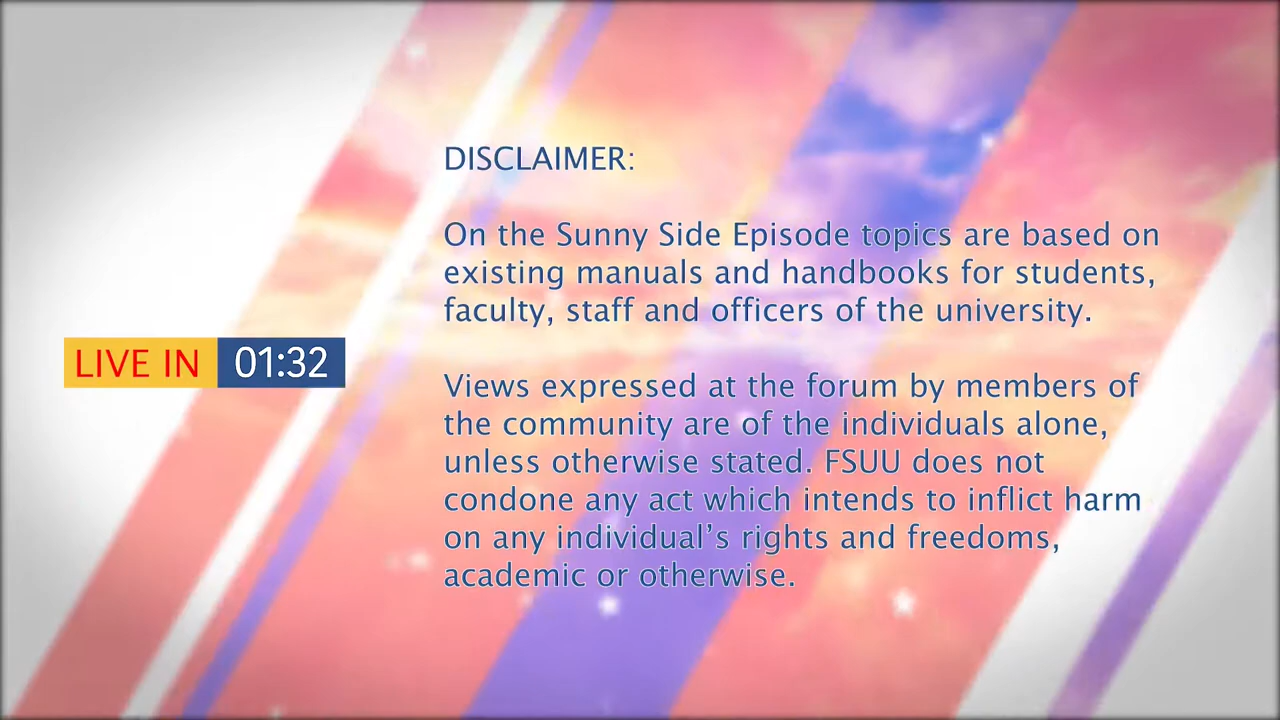 DISCLAIMER:
On the Sunny Side Episode topics are based on
existing manuals and handbooks for students,
faculty, staff and officers of the university.
LIVE IN 01:32
Views expressed at the forum by members of
the community are of the individuals alone,
unless otherwise stated. FSUU does not
condone any act which intends to inflict harm
on any individual’s rights and freedoms,
academic or otherwise.